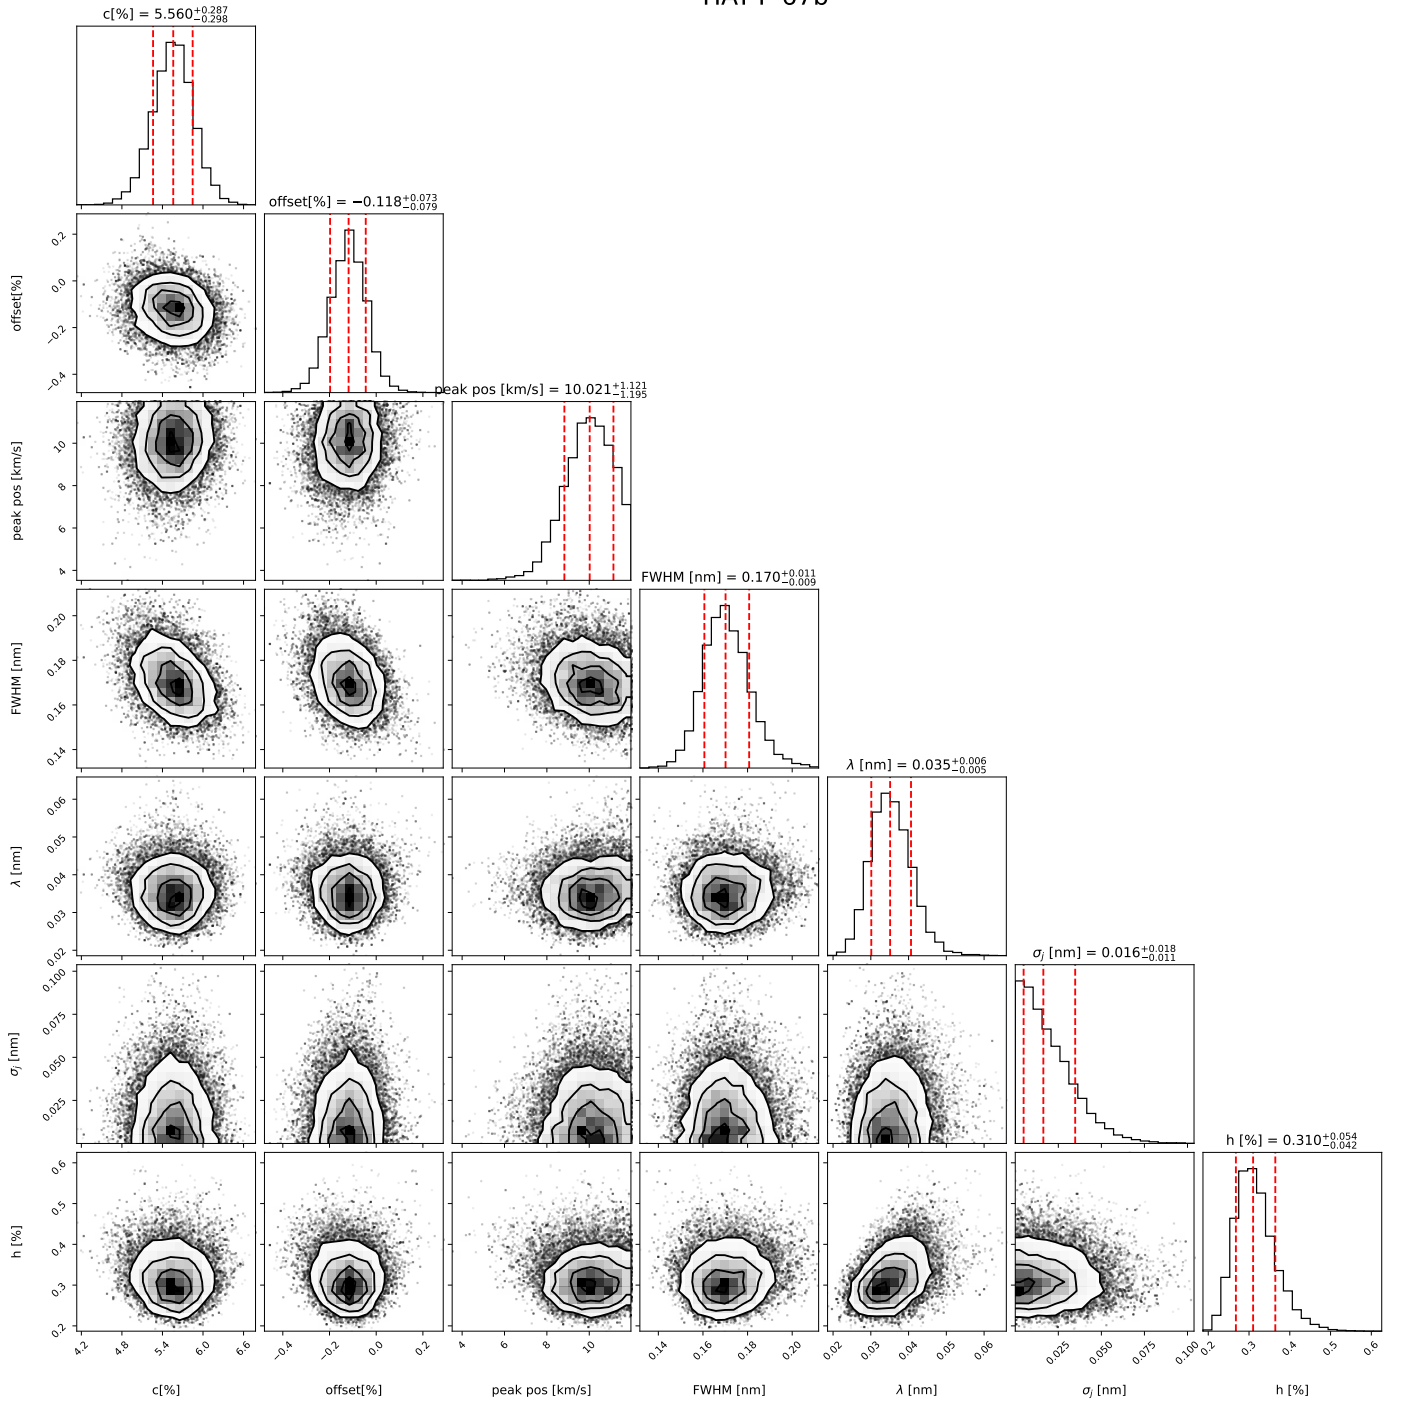 c[%] = 5.560+0.287−0.298
offset[%] = −0.118+0.073−0.079
0.2
0.0
−0.2
−0.4
offset[%]
peak pos [km/s] = 10.021+1.121−1.195
10
8
6
4
peak pos [km/s]
FWHM [nm] = 0.170+0.011−0.009
0.20
0.18
0.16
0.14
FWHM [nm]
λ [nm] = 0.035+0.006−0.005
0.06
0.05
0.04
0.03
0.02
λ [nm]
σj [nm] = 0.016+0.018−0.011
0.100
0.075
0.050
0.025
σj [nm]
h [%] = 0.310+0.054−0.042
0.6
0.5
0.4
0.3
0.2
h [%]
4.2 4.8 5.4 6.0 6.6 −0.4 −0.2 0.0 0.2 4 6 8 10 0.14 0.16 0.18 0.20 0.02 0.03 0.04 0.05 0.06 0.025 0.050 0.075 0.100 0.2 0.3 0.4 0.5 0.6
c[%] offset[%] peak pos [km/s] FWHM [nm] λ [nm] σj [nm] h [%]